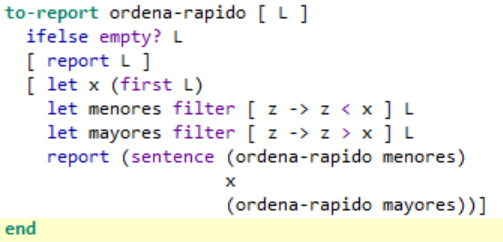 to-report ordena-rapido [ L ]
  ifelse empty? L
  [ report L ]
  [ let x (first L)
    let menores filter [ z -> z < x ] L
    let mayores filter [ z -> z > x ] L
    report (sentence (ordena-rapido menores)
                     x
                     (ordena-rapido mayores))]
end